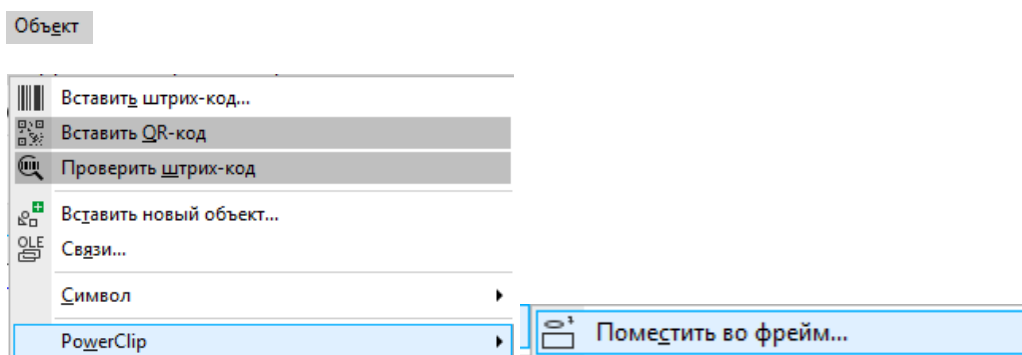 Объект
Вставить штрих-код...
Вставить QR-код
Проверить штрих-код
Вставить новый объект...
OLE Связи...
Символ
PowerClip
Поместить во фрейм...